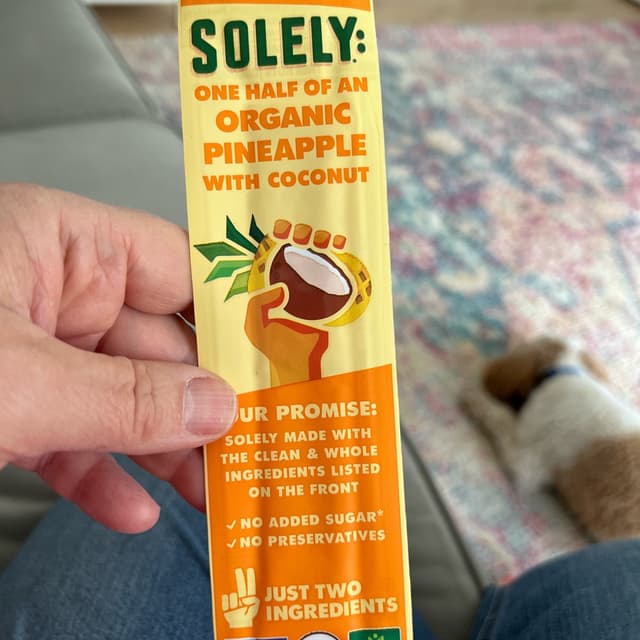 SOLELY:
ONE HALF OF AN
ORGANIC
PINEAPPLE
WITH COCONUT
UR PROMISE:
SOLELY MADE WITH
THE CLEAN & WHOLE
INGREDIENTS LISTED
ON THE FRONT
✓ NO ADDED SUGAR*
✓ NO PRESERVATIVES
JUST TWO
INGREDIENTS